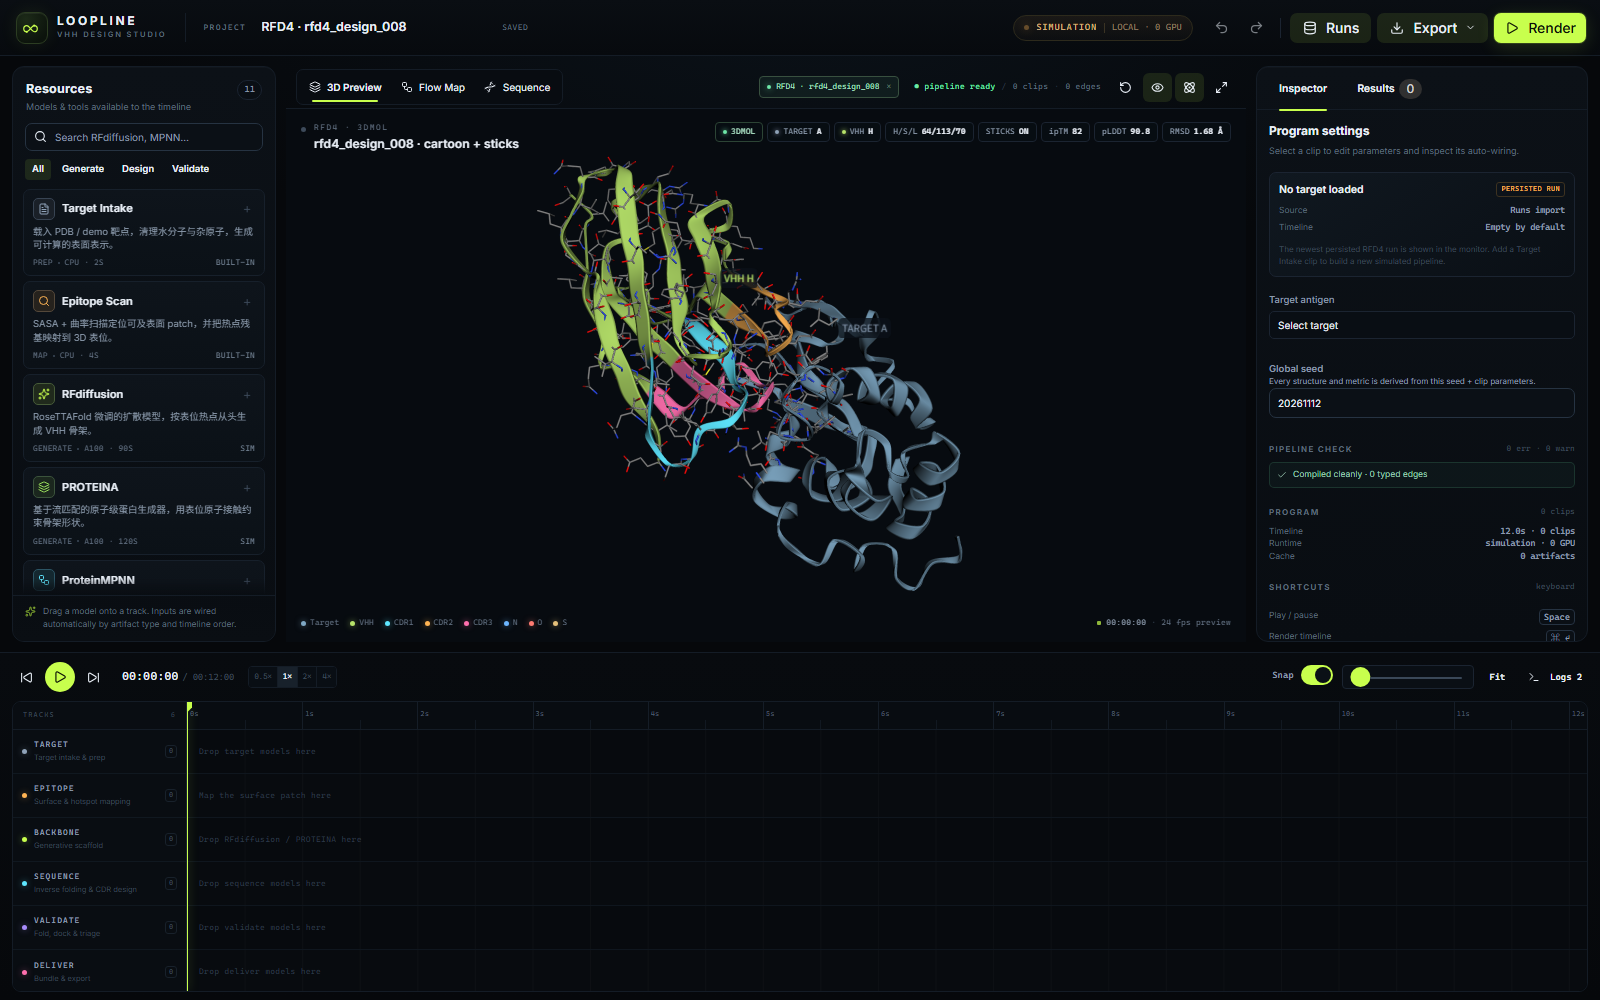 LOOPLINE
VHH DESIGN STUDIO
PROJECT
RFD4 · rfd4_design_008
SAVED
SIMULATION | LOCAL · 0 GPU
Runs
Export
Render
Resources
11
Models & tools available to the timeline
Search RFdiffusion, MPNN...
All Generate Design Validate
Target Intake
载入 PDB / demo 靶点，清理水分子与杂原子，生成
可计算的表面表示。
PREP · CPU · 2S BUILT-IN
Epitope Scan
SASA + 曲率扫描定位可及表面 patch，并把热点残
基映射到 3D 表位。
MAP · CPU · 4S BUILT-IN
RFdiffusion
RoseTTAFold 微调的扩散模型，按表位热点从头生
成 VHH 骨架。
GENERATE · A100 · 90S SIM
PROTEINA
基于流匹配的原子级蛋白生成器，用表位原子接触约
束骨架形状。
GENERATE · A100 · 120S SIM
ProteinMPNN
Drag a model onto a track. Inputs are wired
automatically by artifact type and timeline order.
3D Preview Flow Map Sequence
RFD4 · rfd4_design_008 ×
pipeline ready / 0 clips · 0 edges
RFD4 · 3DMOL
rfd4_design_008 · cartoon + sticks
3DMOL TARGET A VHH H H/S/L 64/113/70 STICKS ON ipTM 82 pLDDT 90.8 RMSD 1.68 Å
VHH H
TARGET A
Target VHH CDR1 CDR2 CDR3 N O S
00:00:00 · 24 fps preview
Inspector Results 0
Program settings
Select a clip to edit parameters and inspect its auto-wiring.
No target loaded PERSISTED RUN
Source Runs import
Timeline Empty by default
The newest persisted RFD4 run is shown in the monitor. Add a Target
Intake clip to build a new simulated pipeline.
Target antigen
Select target
Global seed
Every structure and metric is derived from this seed + clip parameters.
20261112
PIPELINE CHECK 0 err · 0 warn
Compiled cleanly · 0 typed edges
PROGRAM 0 clips
Timeline 12.0s · 0 clips
Runtime simulation · 0 GPU
Cache 0 artifacts
SHORTCUTS keyboard
Play / pause Space
Render timeline ⌘ ↵
00:00:00 / 00:12:00
0.5× 1× 2× 4×
Snap
Fit
Logs 2
TRACKS 6
0s 1s 2s 3s 4s 5s 6s 7s 8s 9s 10s 11s 12s
TARGET
Target intake & prep
0
Drop target models here
EPITOPE
Surface & hotspot mapping
0
Map the surface patch here
BACKBONE
Generative scaffold
0
Drop RFdiffusion / PROTEINA here
SEQUENCE
Inverse folding & CDR design
0
Drop sequence models here
VALIDATE
Fold, dock & triage
0
Drop validate models here
DELIVER
Bundle & export
0
Drop deliver models here